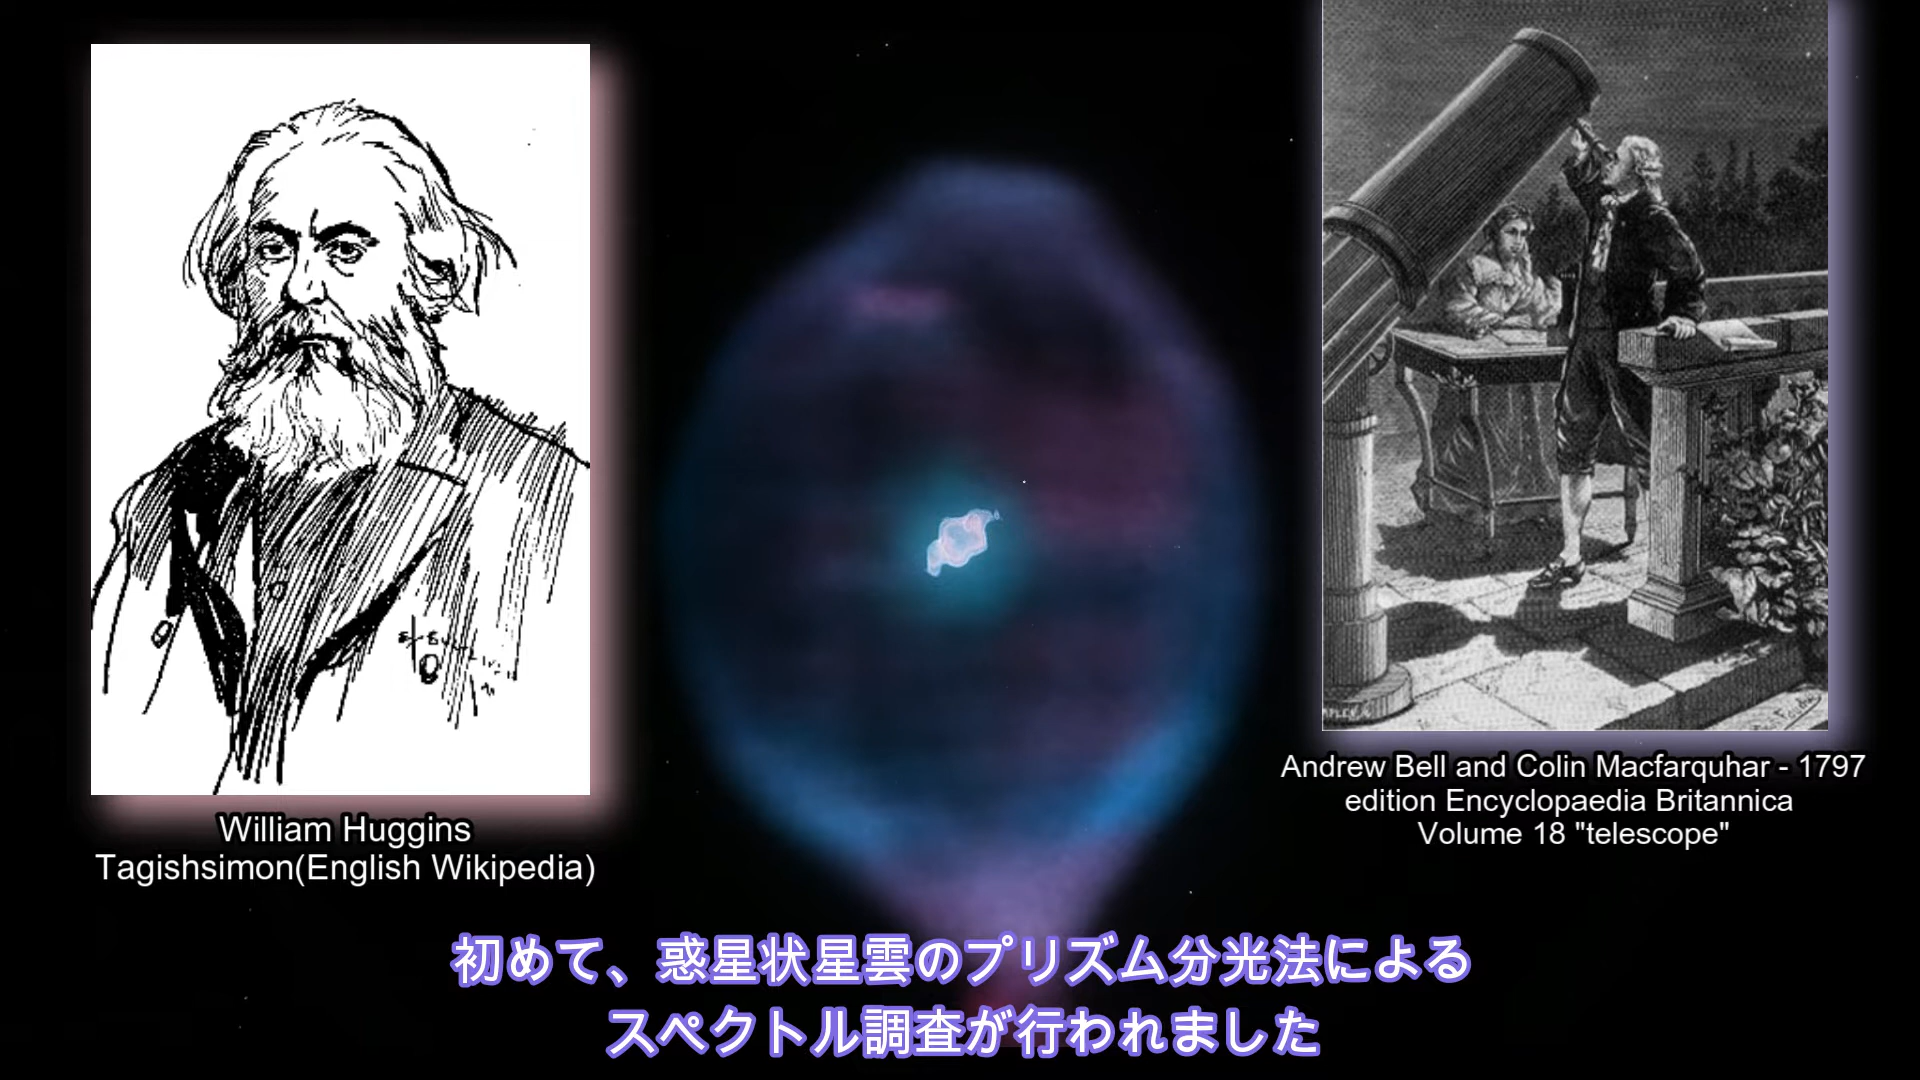 William Huggins
Tagishsimon(English Wikipedia)
Andrew Bell and Colin Macfarquhar - 1797
edition Encyclopaedia Britannica
Volume 18 "telescope"
初めて、惑星状星雲のプリズム分光法による
スペクトル調査が行われました